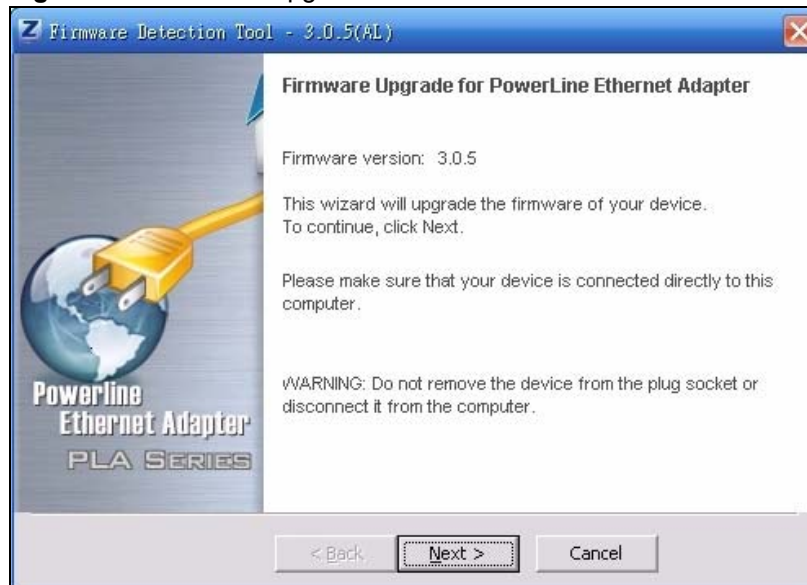 Z Firmware Detection Tool - 3.0.5(AL)
Firmware Upgrade for PowerLine Ethernet Adapter
Firmware version: 3.0.5
This wizard will upgrade the firmware of your device.
To continue, click Next.
Please make sure that your device is connected directly to this
computer.
WARNING: Do not remove the device from the plug socket or
disconnect it from the computer.
Powerline
Ethernet Adapter
PLA SERIES
< Back
Next >
Cancel